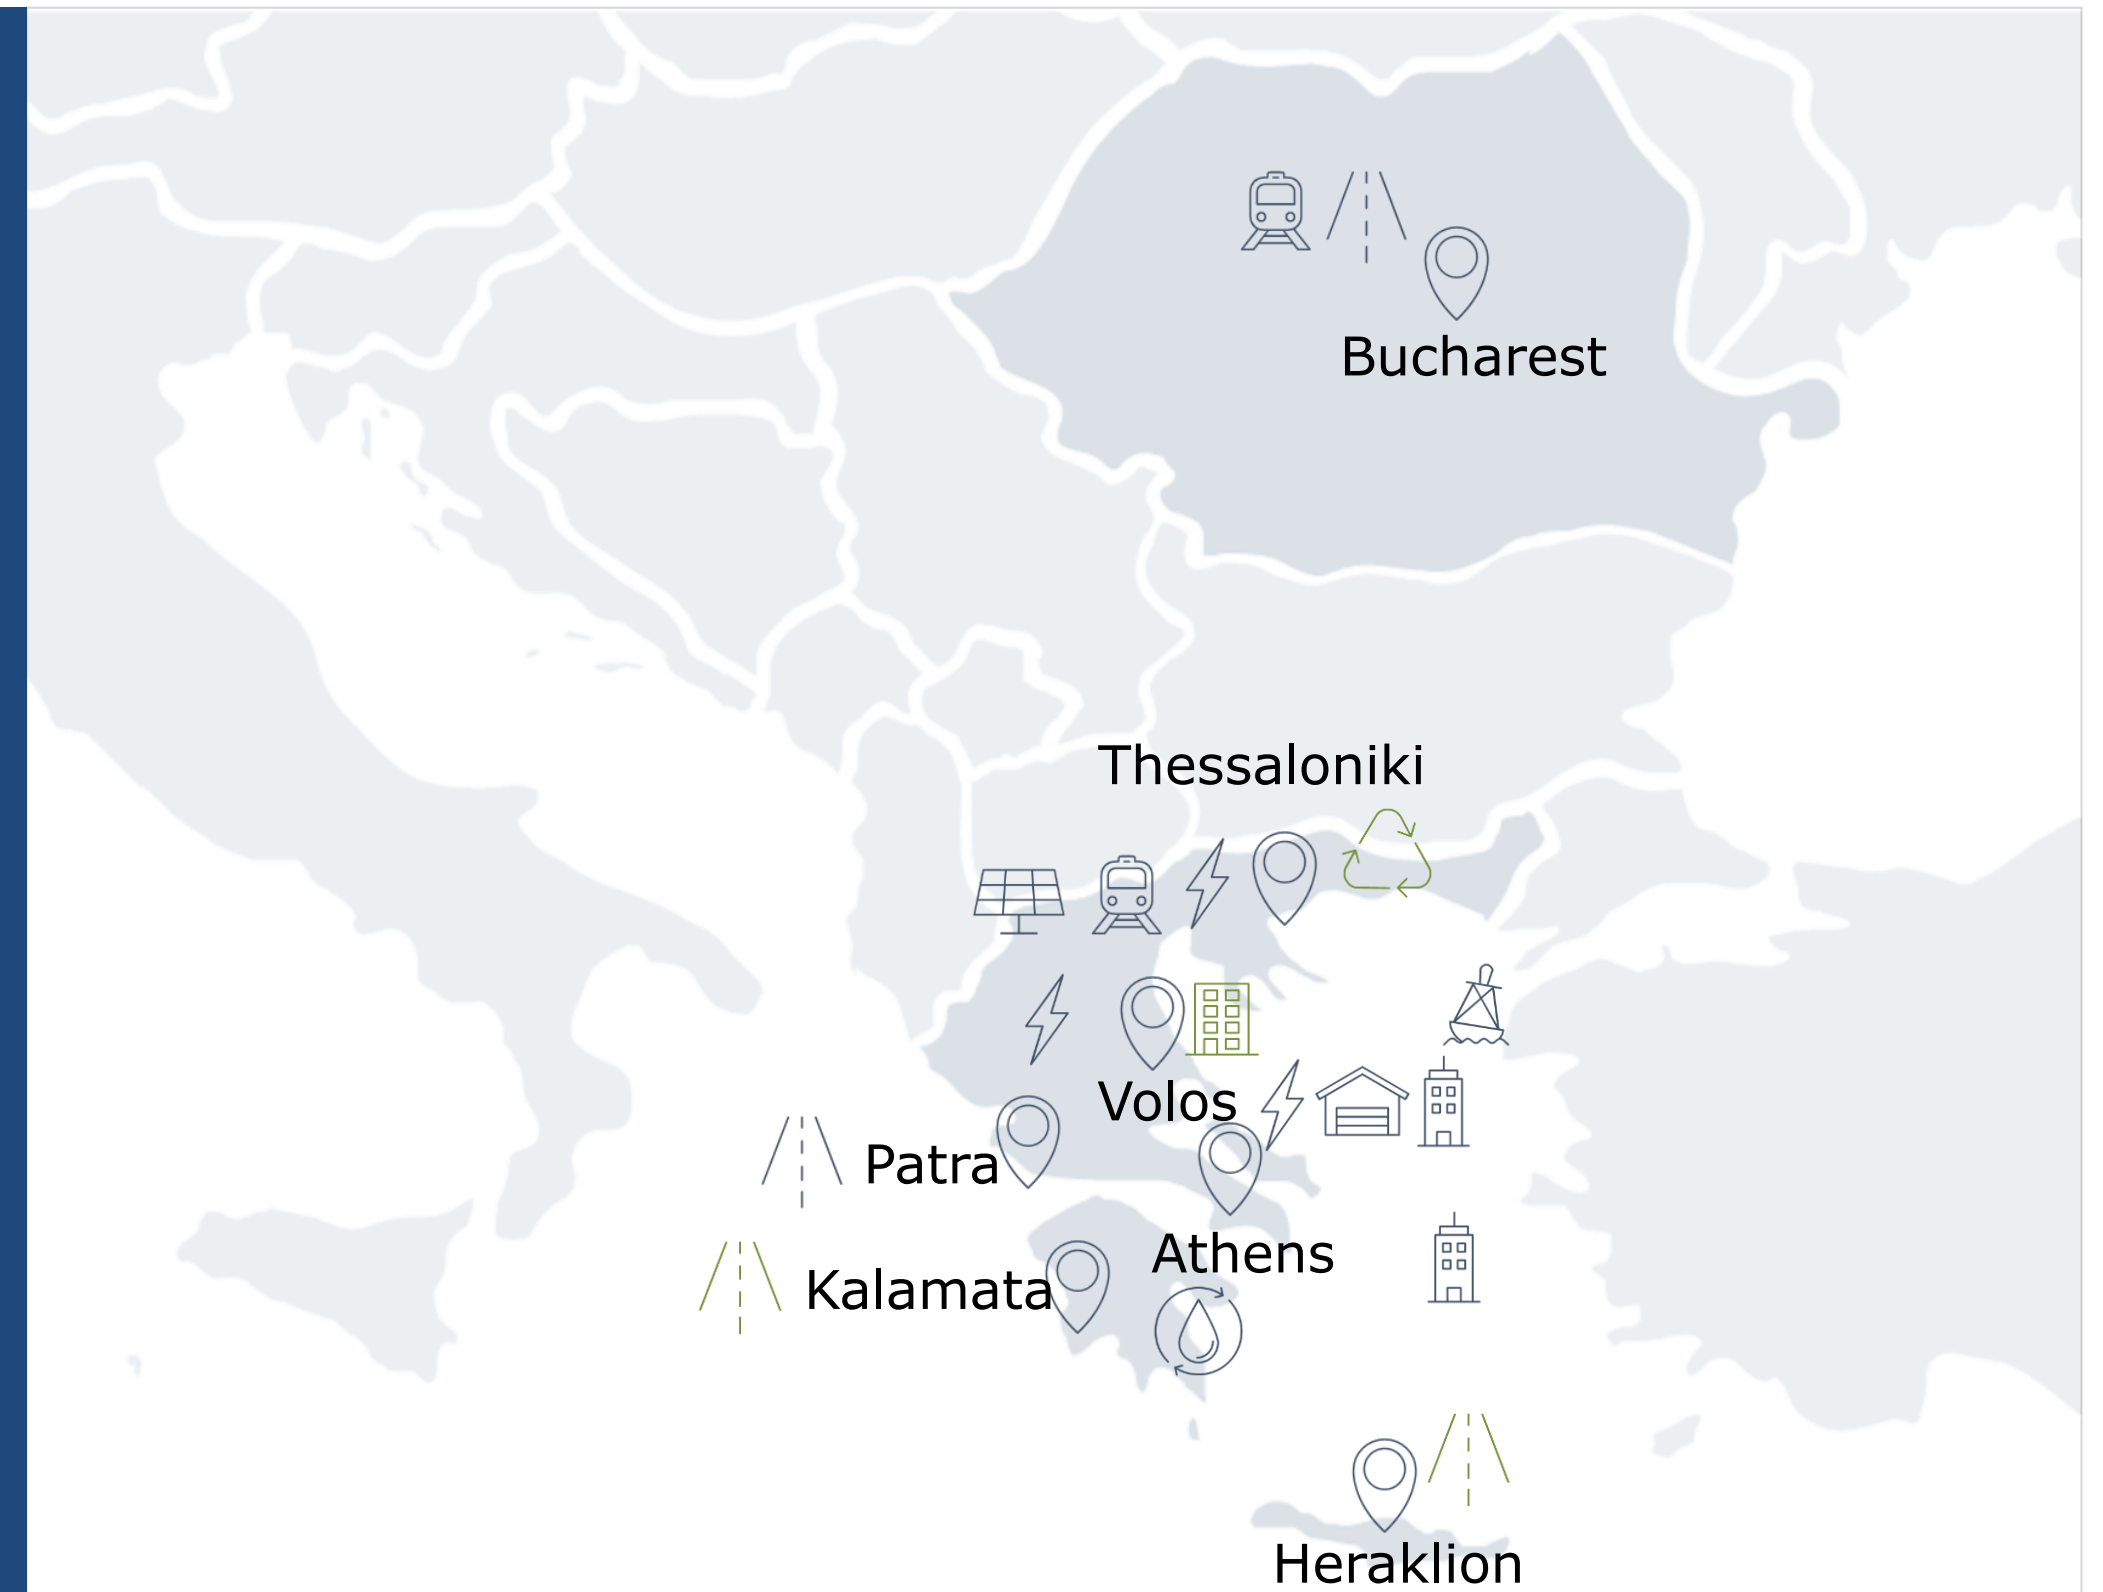 Bucharest
Thessaloniki
Volos
Patra
Athens
Kalamata
Heraklion